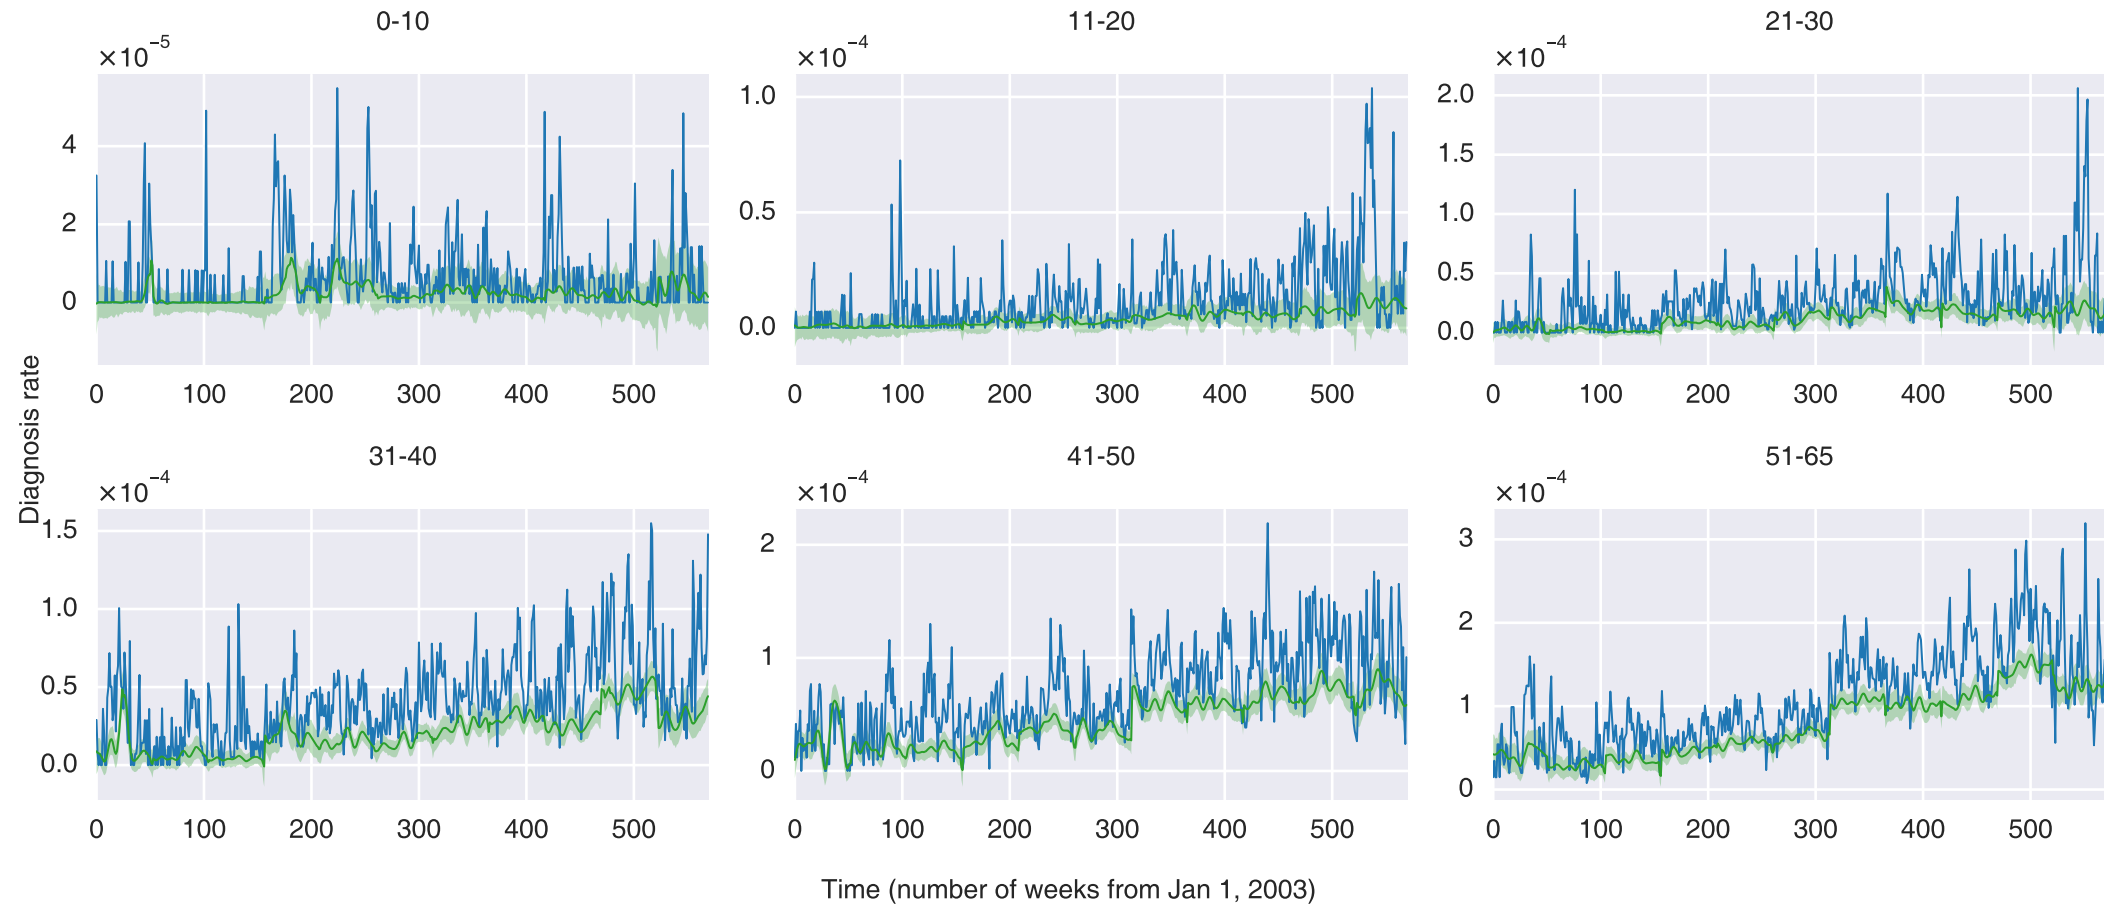 0-10 11-20 21-30
×10⁻⁵ ×10⁻⁴ ×10⁻⁴
4 2 0
1.0 0.5 0.0
2.0 1.5 1.0 0.5 0.0
0 100 200 300 400 500
0 100 200 300 400 500
0 100 200 300 400 500
Diagnosis rate
31-40 41-50 51-65
×10⁻⁴ ×10⁻⁴ ×10⁻⁴
1.5 1.0 0.5 0.0
2 1 0
3 2 1 0
0 100 200 300 400 500
0 100 200 300 400 500
0 100 200 300 400 500
Time (number of weeks from Jan 1, 2003)